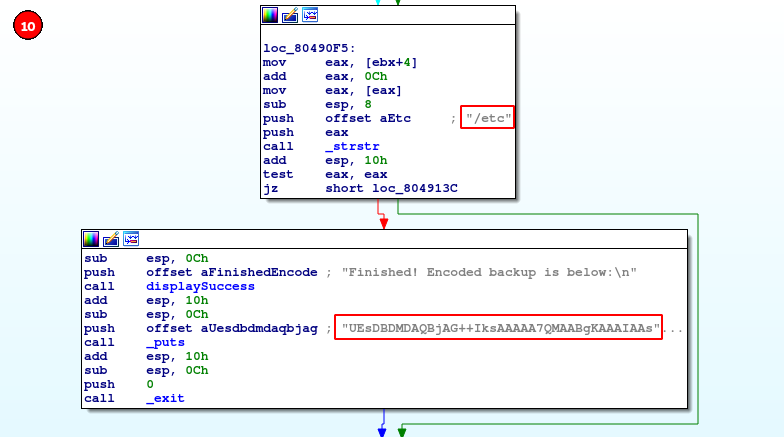 10
loc_80490F5:
mov eax, [ebx+4]
add eax, 0Ch
mov eax, [eax]
sub esp, 8
push offset aEtc ; "/etc"
push eax
call _strstr
add esp, 10h
test eax, eax
jz short loc_804913C
sub esp, 0Ch
push offset aFinishedEncode ; "Finished! Encoded backup is below:\n"
call displaySuccess
add esp, 10h
sub esp, 0Ch
push offset aUesdbdmdaqbjag ; "UEsDBDMDAQBjAG++IksAAAAA7QMAABgKAAAIAAs"...
call _puts
add esp, 10h
sub esp, 0Ch
push 0
call _exit